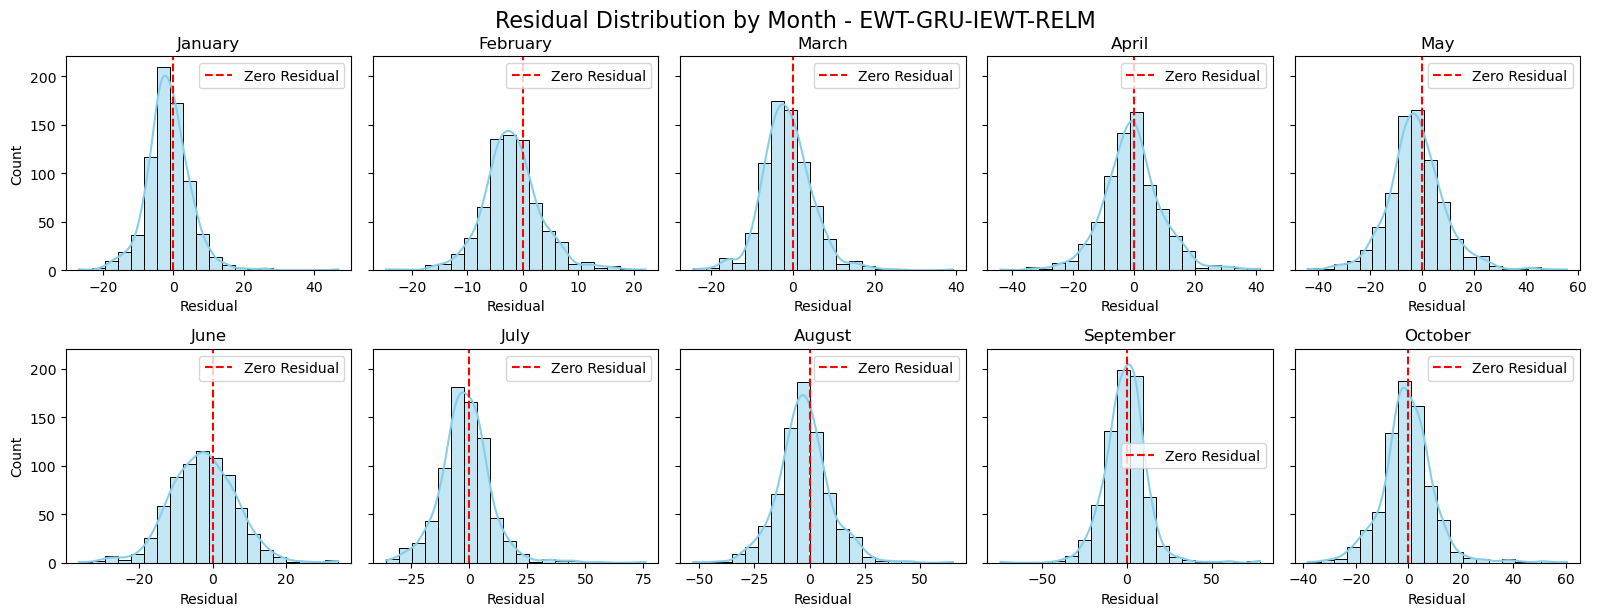 Residual Distribution by Month - EWT-GRU-IEWT-RELM
January
February
March
April
May
Zero Residual
Zero Residual
Zero Residual
Zero Residual
Zero Residual
Count
200
150
100
50
0
−20 0 20 40
−20 −10 0 10 20
−20 0 20 40
−40 −20 0 20 40
−40 −20 0 20 40 60
Residual
Residual
Residual
Residual
Residual
June
July
August
September
October
Zero Residual
Zero Residual
Zero Residual
Zero Residual
Zero Residual
Count
200
150
100
50
0
−20 0 20
−25 0 25 50 75
−50 −25 0 25 50
−50 0 50
−40 −20 0 20 40 60
Residual
Residual
Residual
Residual
Residual